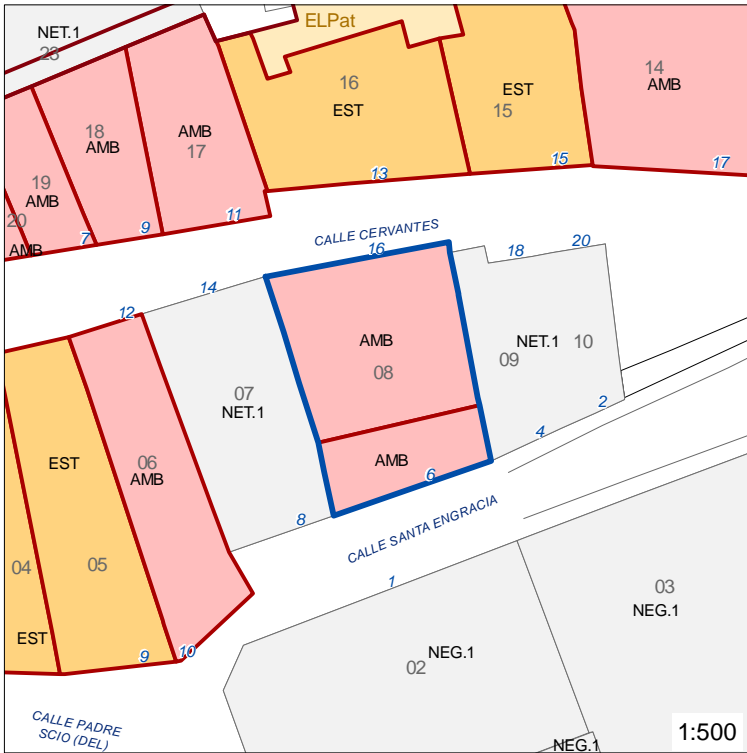 ELPat
NET.1
23
16
EST
EST
15
14
AMB
18
AMB
AMB
17
13
15
17
19
AMB
20
AMB
7
9
11
CALLE CERVANTES
16
18
20
14
12
AMB
08
NET.1
10
09
07
NET.1
2
4
EST
06
AMB
AMB
6
8
CALLE SANTA ENGRACIA
04
05
1
03
NEG.1
EST
9
10
NEG.1
02
CALLE PADRE
SCIO (DEL)
NEG.1
1:500